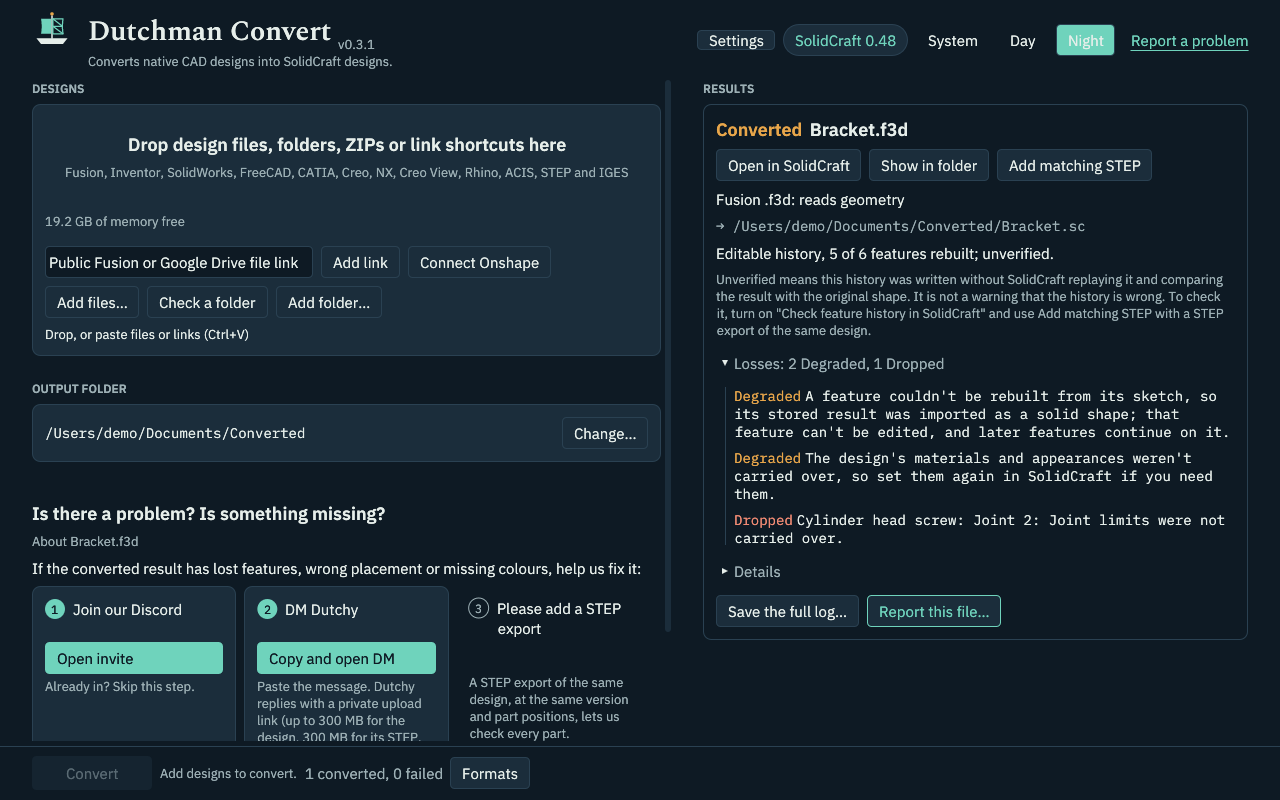 Dutchman Convert v0.3.1
Converts native CAD designs into SolidCraft designs.
Settings
SolidCraft 0.48
System
Day
Night
Report a problem
DESIGNS
Drop design files, folders, ZIPs or link shortcuts here
Fusion, Inventor, SolidWorks, FreeCAD, CATIA, Creo, NX, Creo View, Rhino, ACIS, STEP and IGES
19.2 GB of memory free
Public Fusion or Google Drive file link
Add link
Connect Onshape
Add files...
Check a folder
Add folder...
Drop, or paste files or links (Ctrl+V)
OUTPUT FOLDER
/Users/demo/Documents/Converted
Change...
Is there a problem? Is something missing?
About Bracket.f3d
If the converted result has lost features, wrong placement or missing colours, help us fix it:
1 Join our Discord
Open invite
Already in? Skip this step.
2 DM Dutchy
Copy and open DM
Paste the message. Dutchy
replies with a private upload
link (up to 300 MB for the
design, 300 MB for its STEP,
3 Please add a STEP
export
A STEP export of the same
design, at the same version
and part positions, lets us
check every part.
RESULTS
Converted Bracket.f3d
Open in SolidCraft
Show in folder
Add matching STEP
Fusion .f3d: reads geometry
→ /Users/demo/Documents/Converted/Bracket.sc
Editable history, 5 of 6 features rebuilt; unverified.
Unverified means this history was written without SolidCraft replaying it and comparing
the result with the original shape. It is not a warning that the history is wrong. To check
it, turn on "Check feature history in SolidCraft" and use Add matching STEP with a STEP
export of the same design.
▾ Losses: 2 Degraded, 1 Dropped
Degraded A feature couldn't be rebuilt from its sketch, so
its stored result was imported as a solid shape; that
feature can't be edited, and later features continue on it.
Degraded The design's materials and appearances weren't
carried over, so set them again in SolidCraft if you need
them.
Dropped Cylinder head screw: Joint 2: Joint limits were not
carried over.
▸ Details
Save the full log...
Report this file...
Convert
Add designs to convert.
1 converted, 0 failed
Formats